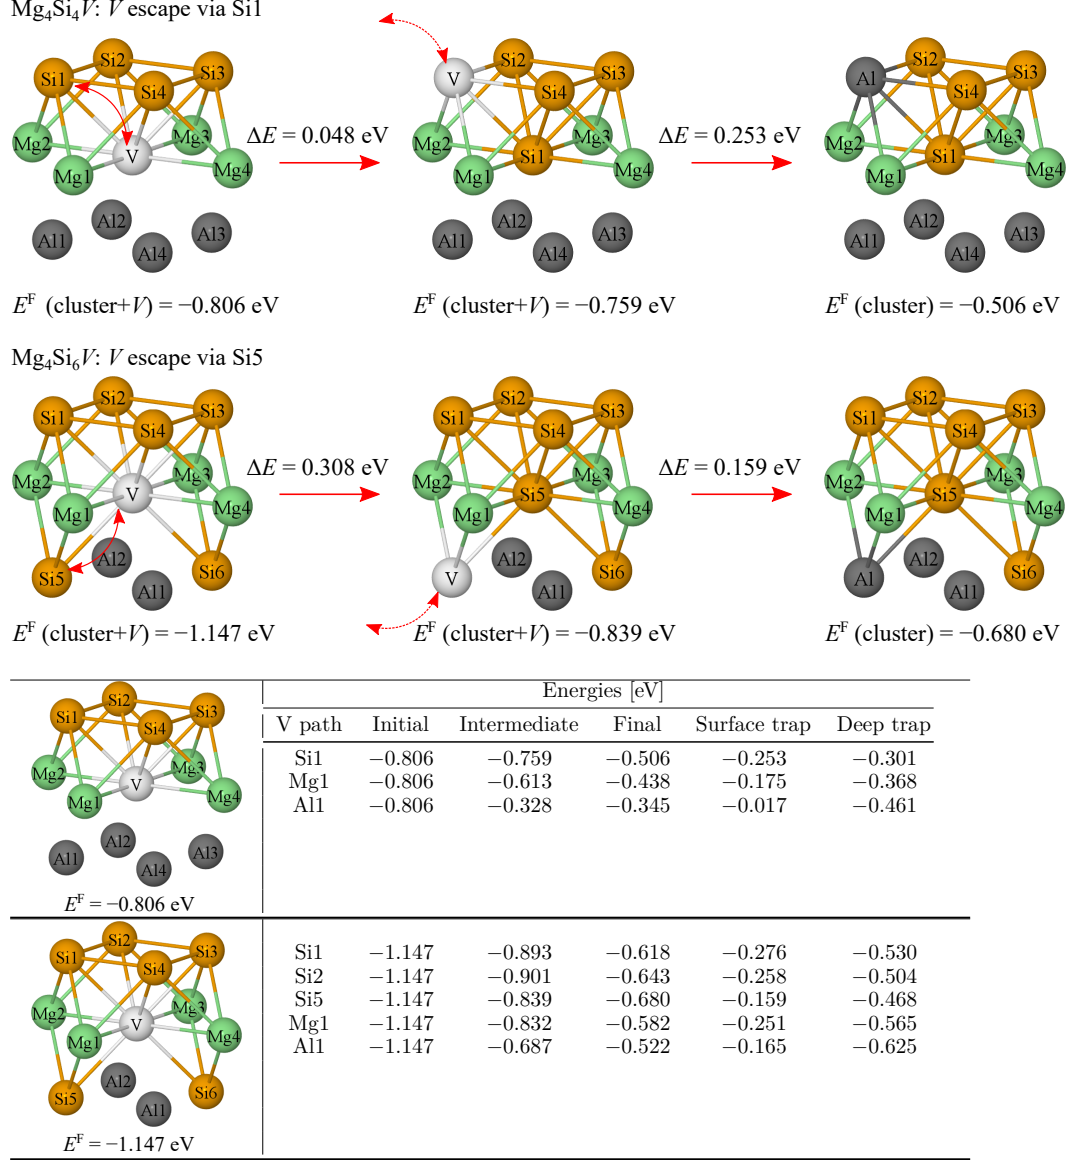 Mg₄Si₄V: V escape via Si1
Si1 Si2 Si3 Si4 Mg2 V Mg3 Mg1 Mg4 Al1 Al2 Al3 Al4
ΔE = 0.048 eV
V Si2 Si3 Si4 Mg2 Mg3 Si1 Mg1 Mg4 Al1 Al2 Al3 Al4
ΔE = 0.253 eV
Al Si2 Si3 Si4 Mg2 Mg3 Si1 Mg1 Mg4 Al1 Al2 Al3 Al4
Eᶠ (cluster+V) = −0.806 eV
Eᶠ (cluster+V) = −0.759 eV
Eᶠ (cluster) = −0.506 eV
Mg₄Si₆V: V escape via Si5
Si1 Si2 Si3 Si4 Mg2 V Mg3 Mg1 Mg4 Al2 Si5 Al1 Si6
ΔE = 0.308 eV
Si1 Si2 Si3 Si4 Mg2 Si5 Mg3 Mg1 Mg4 Al2 V Al1 Si6
ΔE = 0.159 eV
Si1 Si2 Si3 Si4 Mg2 Si5 Mg3 Mg1 Mg4 Al2 Al Al1 Si6
Eᶠ (cluster+V) = −1.147 eV
Eᶠ (cluster+V) = −0.839 eV
Eᶠ (cluster) = −0.680 eV
Si1 Si2 Si3 Si4 Mg2 V Mg3 Mg1 Mg4 Al1 Al2 Al3 Al4
Eᶠ = −0.806 eV
Energies [eV]
V path Initial Intermediate Final Surface trap Deep trap
Si1 −0.806 −0.759 −0.506 −0.253 −0.301
Mg1 −0.806 −0.613 −0.438 −0.175 −0.368
Al1 −0.806 −0.328 −0.345 −0.017 −0.461
Si1 Si2 Si3 Si4 Mg2 V Mg3 Mg1 Mg4 Al2 Si5 Al1 Si6
Eᶠ = −1.147 eV
Si1 −1.147 −0.893 −0.618 −0.276 −0.530
Si2 −1.147 −0.901 −0.643 −0.258 −0.504
Si5 −1.147 −0.839 −0.680 −0.159 −0.468
Mg1 −1.147 −0.832 −0.582 −0.251 −0.565
Al1 −1.147 −0.687 −0.522 −0.165 −0.625